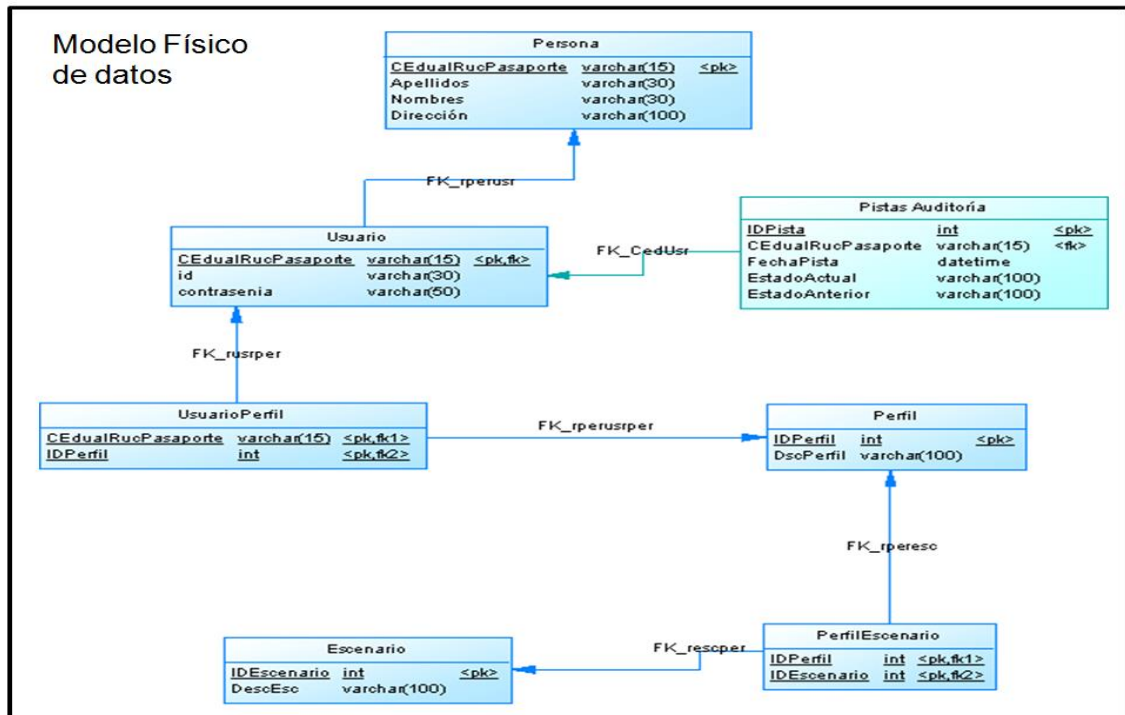 Modelo Físico
de datos
Persona
CEdualRucPasaporte varchar(15) <pk>
Apellidos varchar(30)
Nombres varchar(30)
Dirección varchar(100)
FK_rperusr
Usuario
CEdualRucPasaporte varchar(15) <pk,fk>
id varchar(30)
contrasenia varchar(50)
FK_CedUsr
Pistas Auditoría
IDPista int <pk>
CEdualRucPasaporte varchar(15) <fk>
FechaPista datetime
EstadoActual varchar(100)
EstadoAnterior varchar(100)
FK_rusrper
UsuarioPerfil
CEdualRucPasaporte varchar(15) <pk,fk1>
IDPerfil int <pk,fk2>
FK_rperusrper
Perfil
IDPerfil int <pk>
DscPerfil varchar(100)
FK_rperesc
Escenario
IDEscenario int <pk>
DescEsc varchar(100)
FK_rescper
PerfilEscenario
IDPerfil int <pk,fk1>
IDEscenario int <pk,fk2>